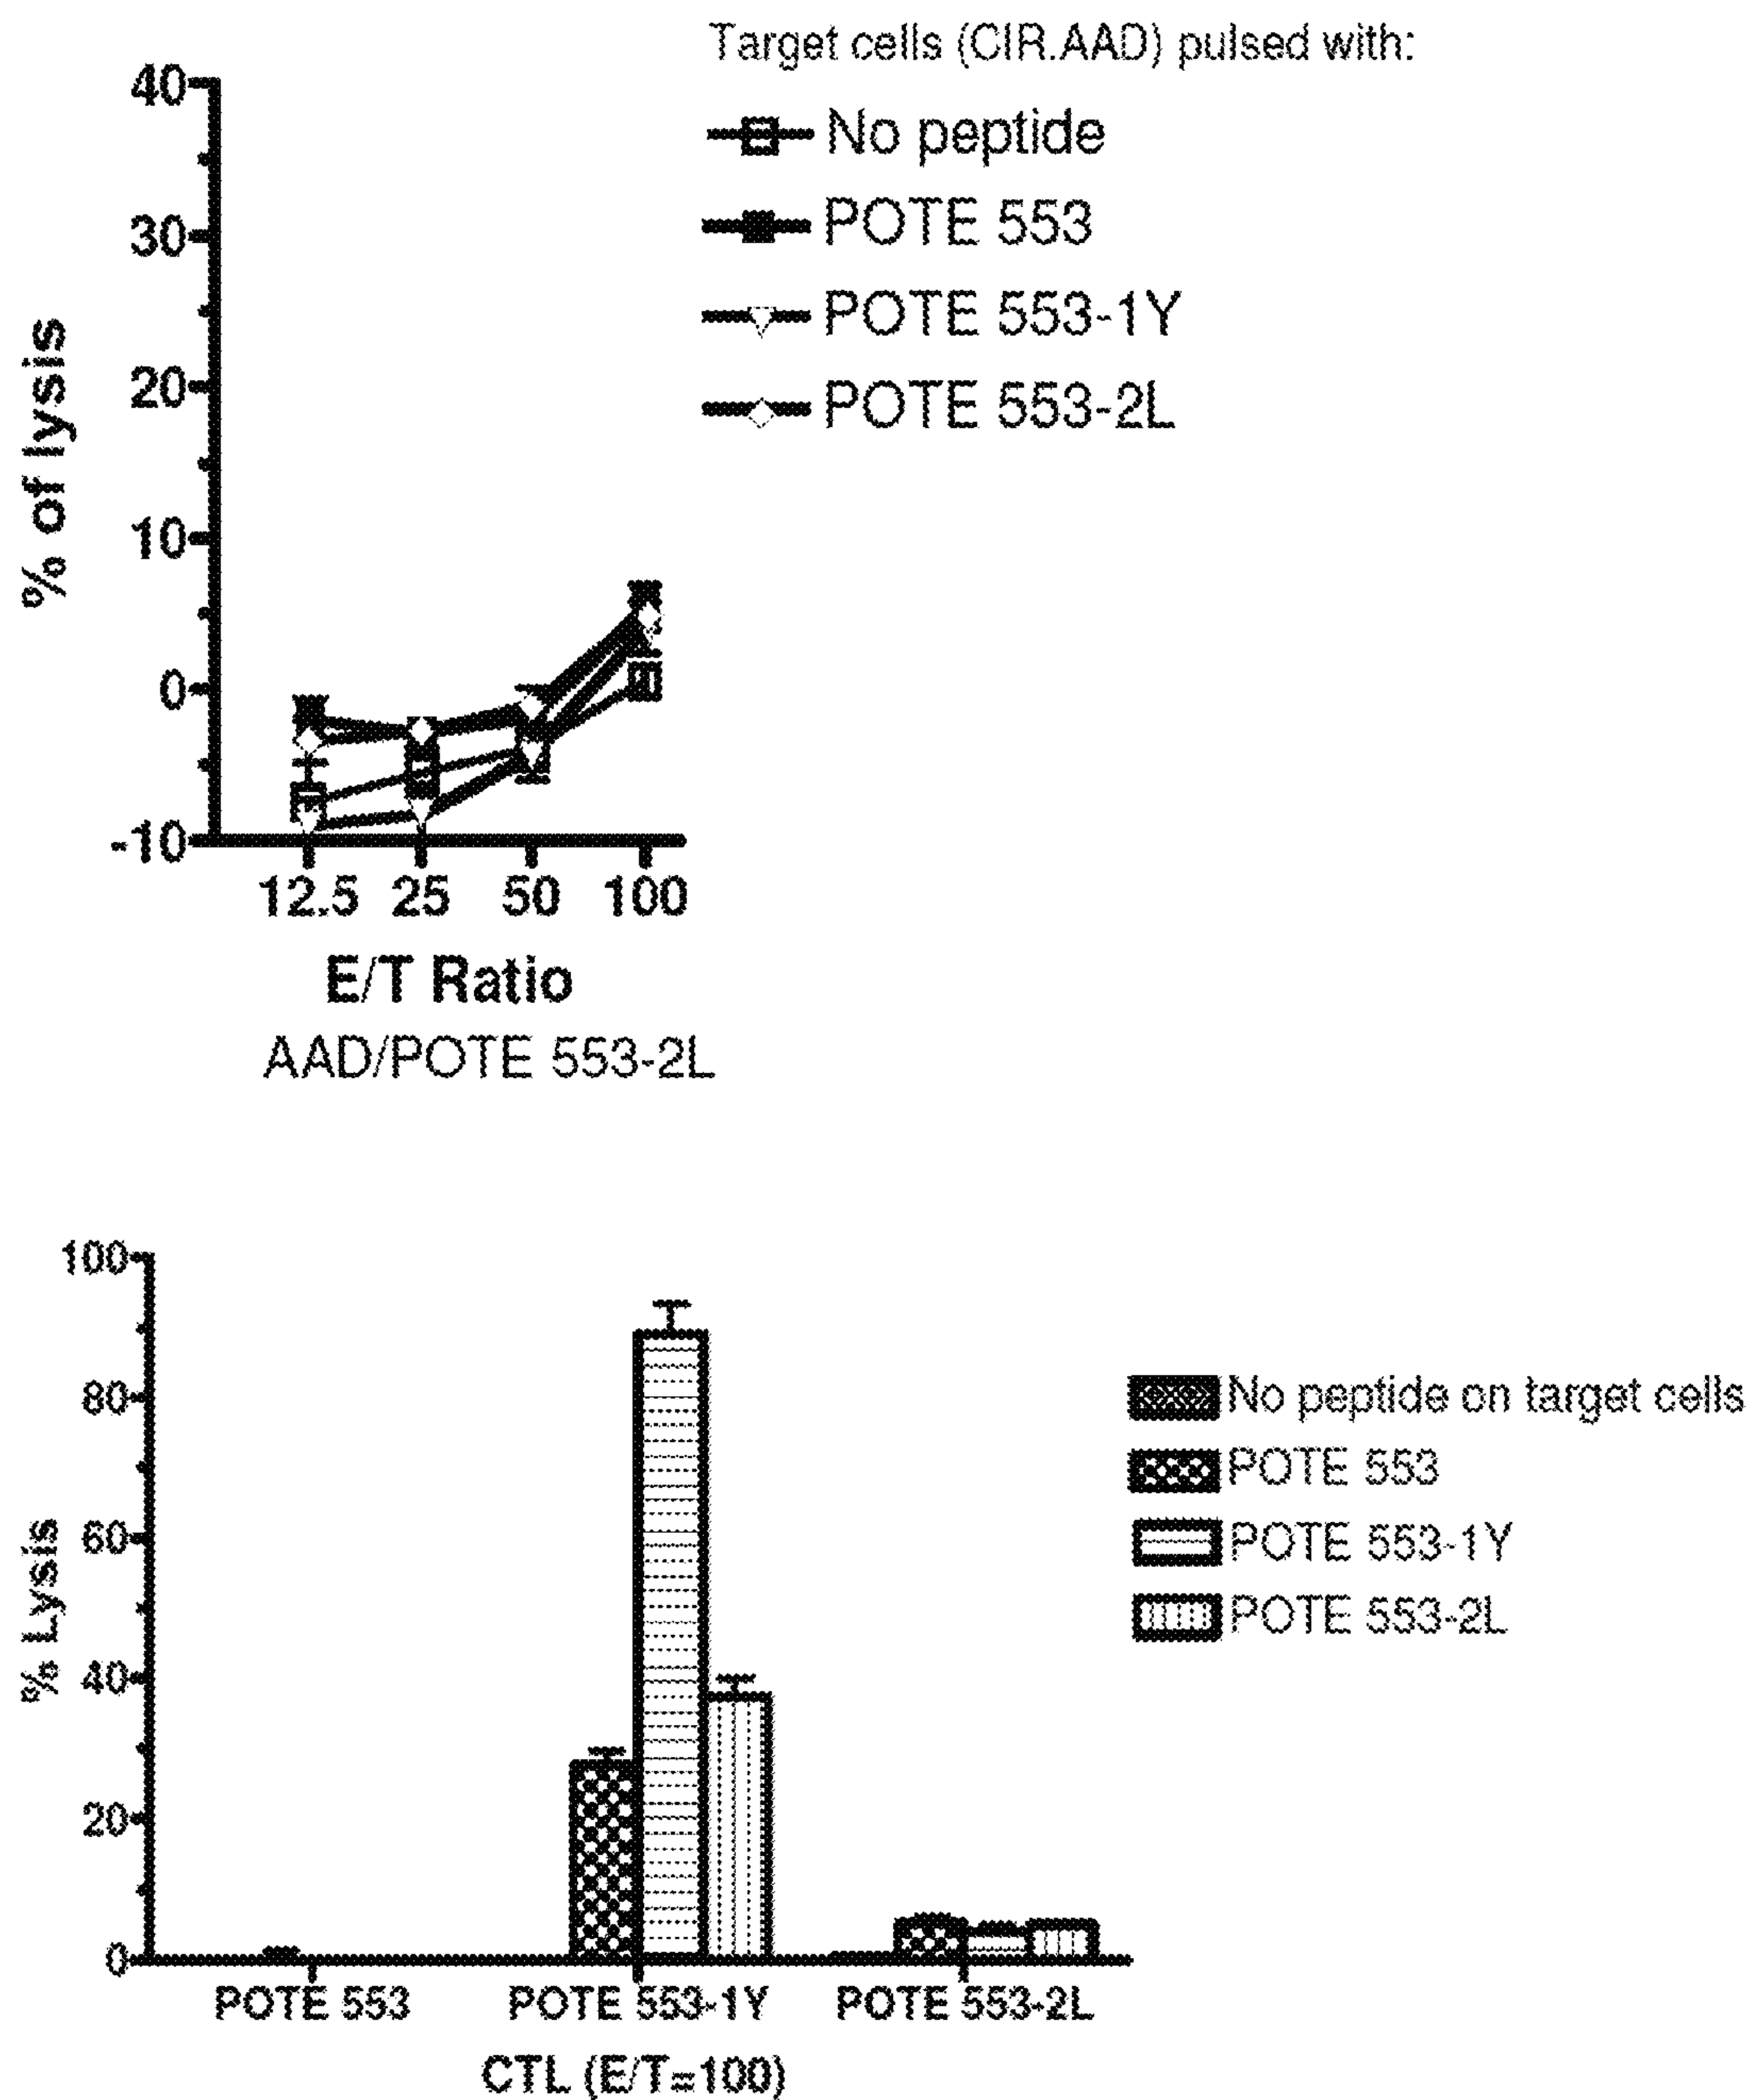 Target cells (CIR.AAD) pulsed with:
No peptide
POTE 553
POTE 553-1Y
POTE 553-2L
% of lysis
40
30
20
10
0
-10
12.5 25 50 100
E/T Ratio
AAD/POTE 553-2L
% Lysis
100
80
60
40
20
0
No peptide on target cells
POTE 553
POTE 553-1Y
POTE 553-2L
POTE 553 POTE 553-1Y POTE 553-2L
CTL (E/T=100)